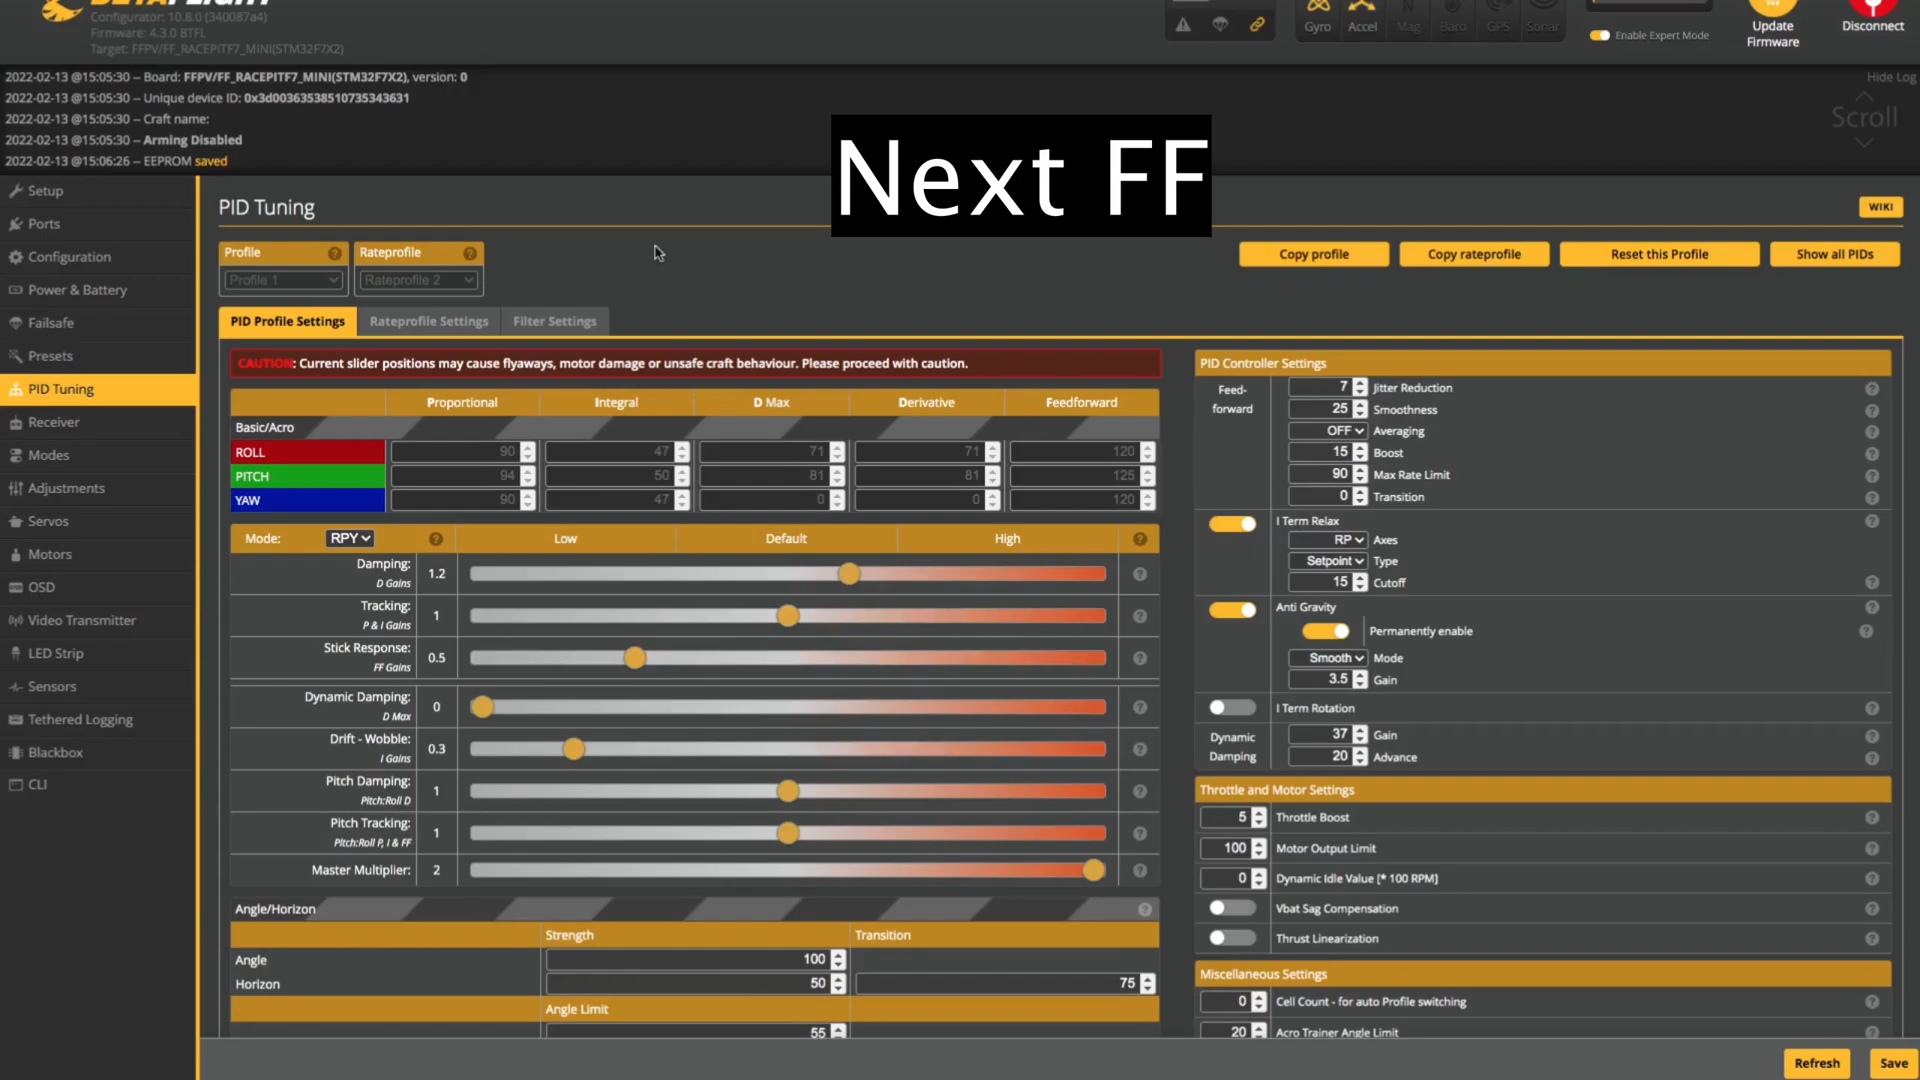 BETAFLIGHT
Configurator: 10.8.0 (340087a4)
Firmware: 4.3.0 BTFL
Target: FFPV/FF_RACEPITF7_MINI(STM32F7X2)
Gyro
Accel
Mag
Baro
GPS
Sonar
Enable Expert Mode
Update Firmware
Disconnect
2022-02-13 @15:05:30 -- Board: FFPV/FF_RACEPITF7_MINI(STM32F7X2), version: 0
2022-02-13 @15:05:30 -- Unique device ID: 0x3d00363538510735343631
2022-02-13 @15:05:30 -- Craft name:
2022-02-13 @15:05:30 -- Arming Disabled
2022-02-13 @15:06:26 -- EEPROM saved
Hide Log
Scroll
Next FF
Setup
Ports
Configuration
Power & Battery
Failsafe
Presets
PID Tuning
Receiver
Modes
Adjustments
Servos
Motors
OSD
Video Transmitter
LED Strip
Sensors
Tethered Logging
Blackbox
CLI
PID Tuning
WIKI
Profile
Profile 1
Rateprofile
Rateprofile 2
Copy profile
Copy rateprofile
Reset this Profile
Show all PIDs
PID Profile Settings
Rateprofile Settings
Filter Settings
CAUTION: Current slider positions may cause flyaways, motor damage or unsafe craft behaviour. Please proceed with caution.
Proportional Integral D Max Derivative Feedforward
Basic/Acro
ROLL 90 47 71 71 120
PITCH 94 50 81 81 125
YAW 90 47 0 0 120
Mode: RPY Low Default High
Damping: 1.2
D Gains
Tracking: 1
P & I Gains
Stick Response: 0.5
FF Gains
Dynamic Damping: 0
D Max
Drift - Wobble: 0.3
I Gains
Pitch Damping: 1
Pitch:Roll D
Pitch Tracking: 1
Pitch:Roll P, I & FF
Master Multiplier: 2
Angle/Horizon
Strength Transition
Angle 100
Horizon 50 75
Angle Limit
55
PID Controller Settings
Feed-forward
7 Jitter Reduction
25 Smoothness
OFF Averaging
15 Boost
90 Max Rate Limit
0 Transition
I Term Relax
RP Axes
Setpoint Type
15 Cutoff
Anti Gravity
Permanently enable
Smooth Mode
3.5 Gain
I Term Rotation
Dynamic Damping
37 Gain
20 Advance
Throttle and Motor Settings
5 Throttle Boost
100 Motor Output Limit
0 Dynamic Idle Value [* 100 RPM]
Vbat Sag Compensation
Thrust Linearization
Miscellaneous Settings
0 Cell Count - for auto Profile switching
20 Acro Trainer Angle Limit
Refresh
Save